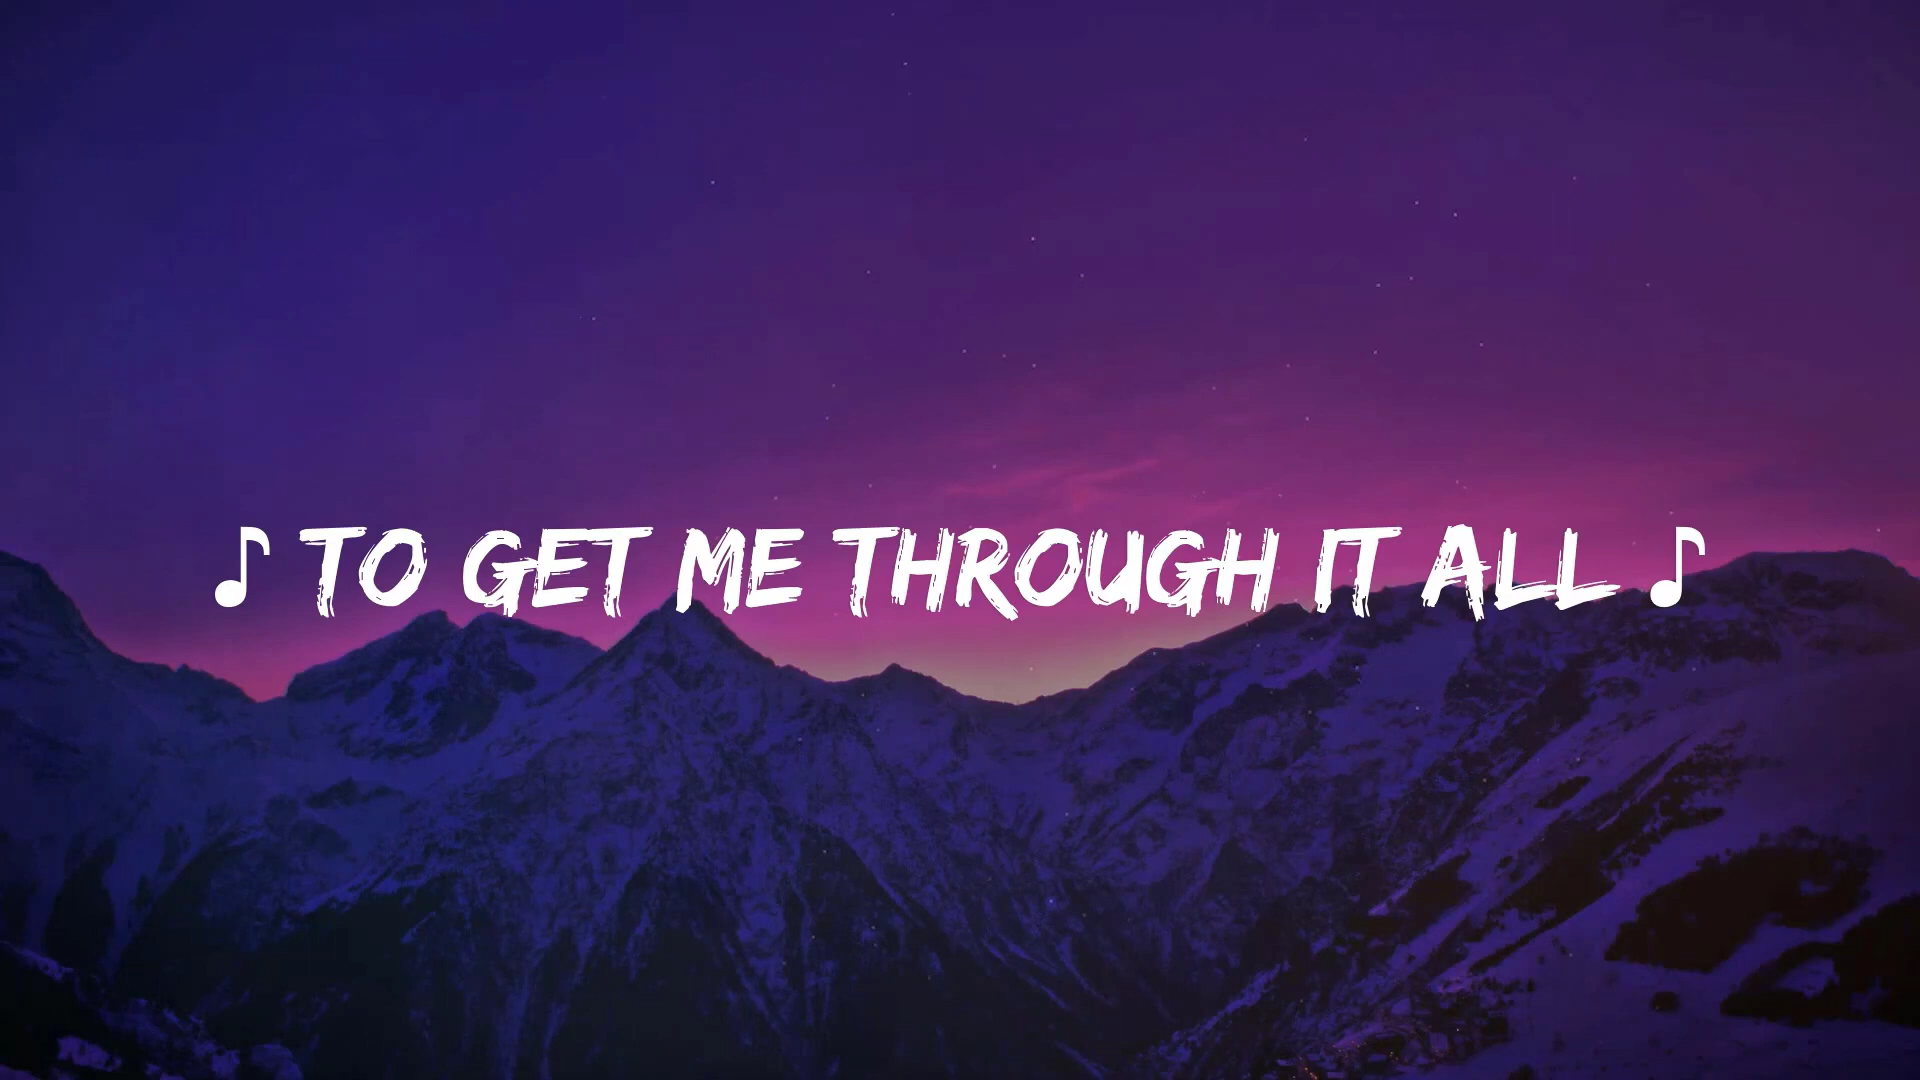 ♪ TO GET ME THROUGH IT ALL ♪